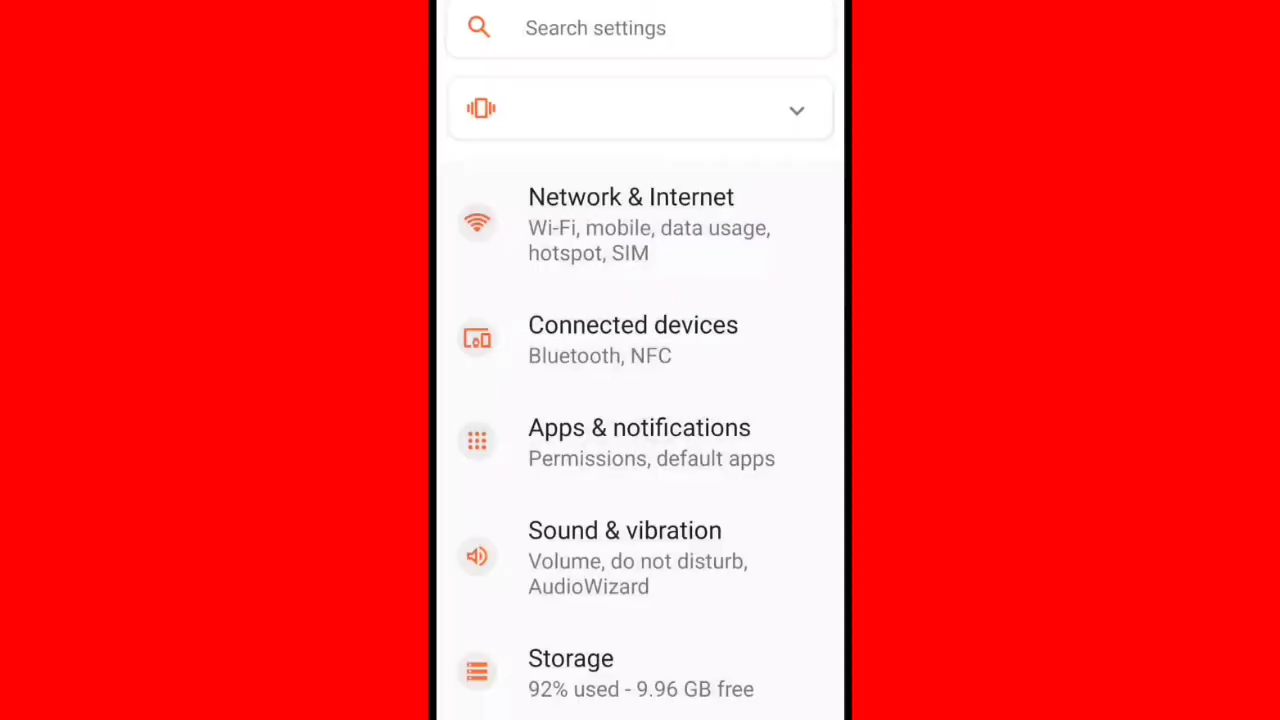 Search settings
Network & Internet
Wi-Fi, mobile, data usage,
hotspot, SIM
Connected devices
Bluetooth, NFC
Apps & notifications
Permissions, default apps
Sound & vibration
Volume, do not disturb,
AudioWizard
Storage
92% used - 9.96 GB free